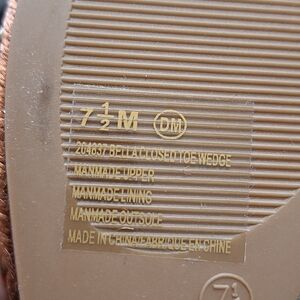 7 1/2 M DM
204637 BELLA CLOSED TOE WEDGE
MANMADE UPPER
MANMADE LINING
MANMADE OUTSOLE
MADE IN CHINA/FABRIQUE EN CHINE
7 1/2